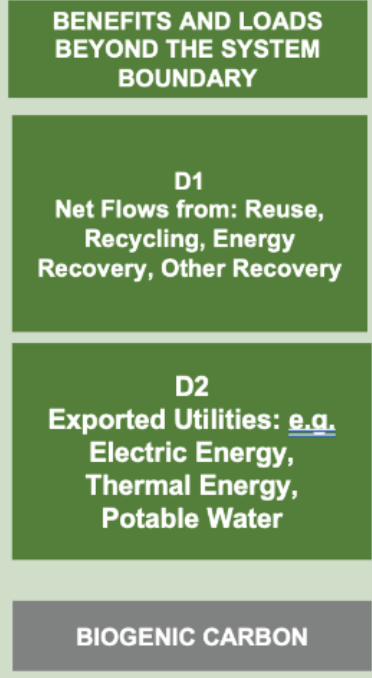 BENEFITS AND LOADS
BEYOND THE SYSTEM
BOUNDARY
D1
Net Flows from: Reuse,
Recycling, Energy
Recovery, Other Recovery
D2
Exported Utilities: e.g.
Electric Energy,
Thermal Energy,
Potable Water
BIOGENIC CARBON